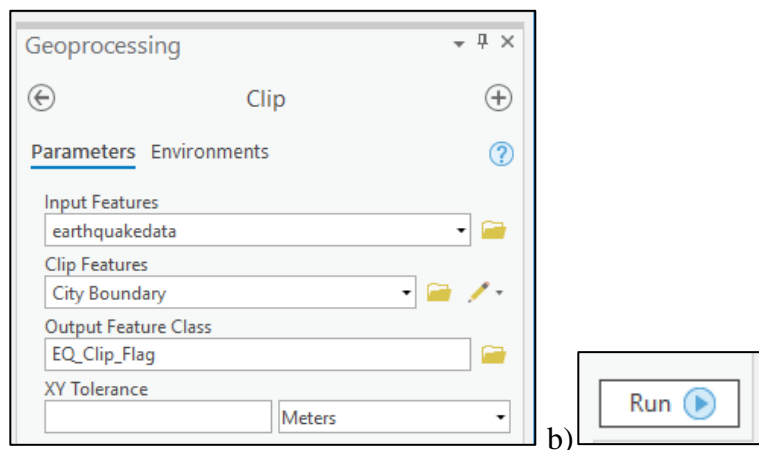 Geoprocessing
Clip
Parameters Environments
Input Features
earthquakedata
Clip Features
City Boundary
Output Feature Class
EQ_Clip_Flag
XY Tolerance
Meters
b)
Run